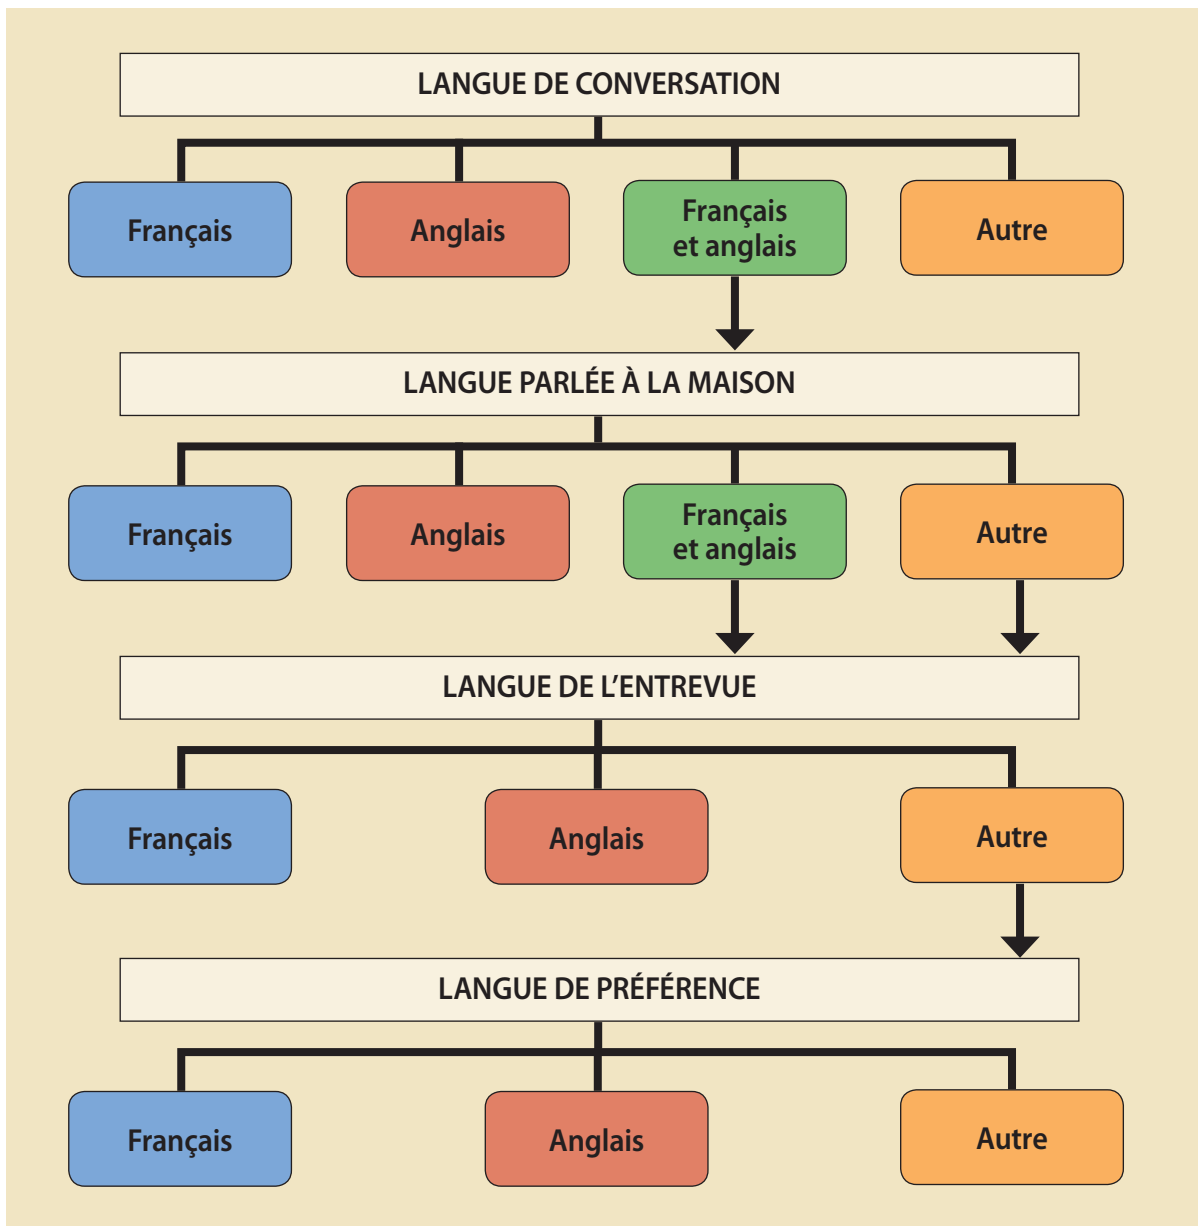 LANGUE DE CONVERSATION
Français
Anglais
Français
et anglais
Autre
LANGUE PARLÉE À LA MAISON
Français
Anglais
Français
et anglais
Autre
LANGUE DE L'ENTREVUE
Français
Anglais
Autre
LANGUE DE PRÉFÉRENCE
Français
Anglais
Autre